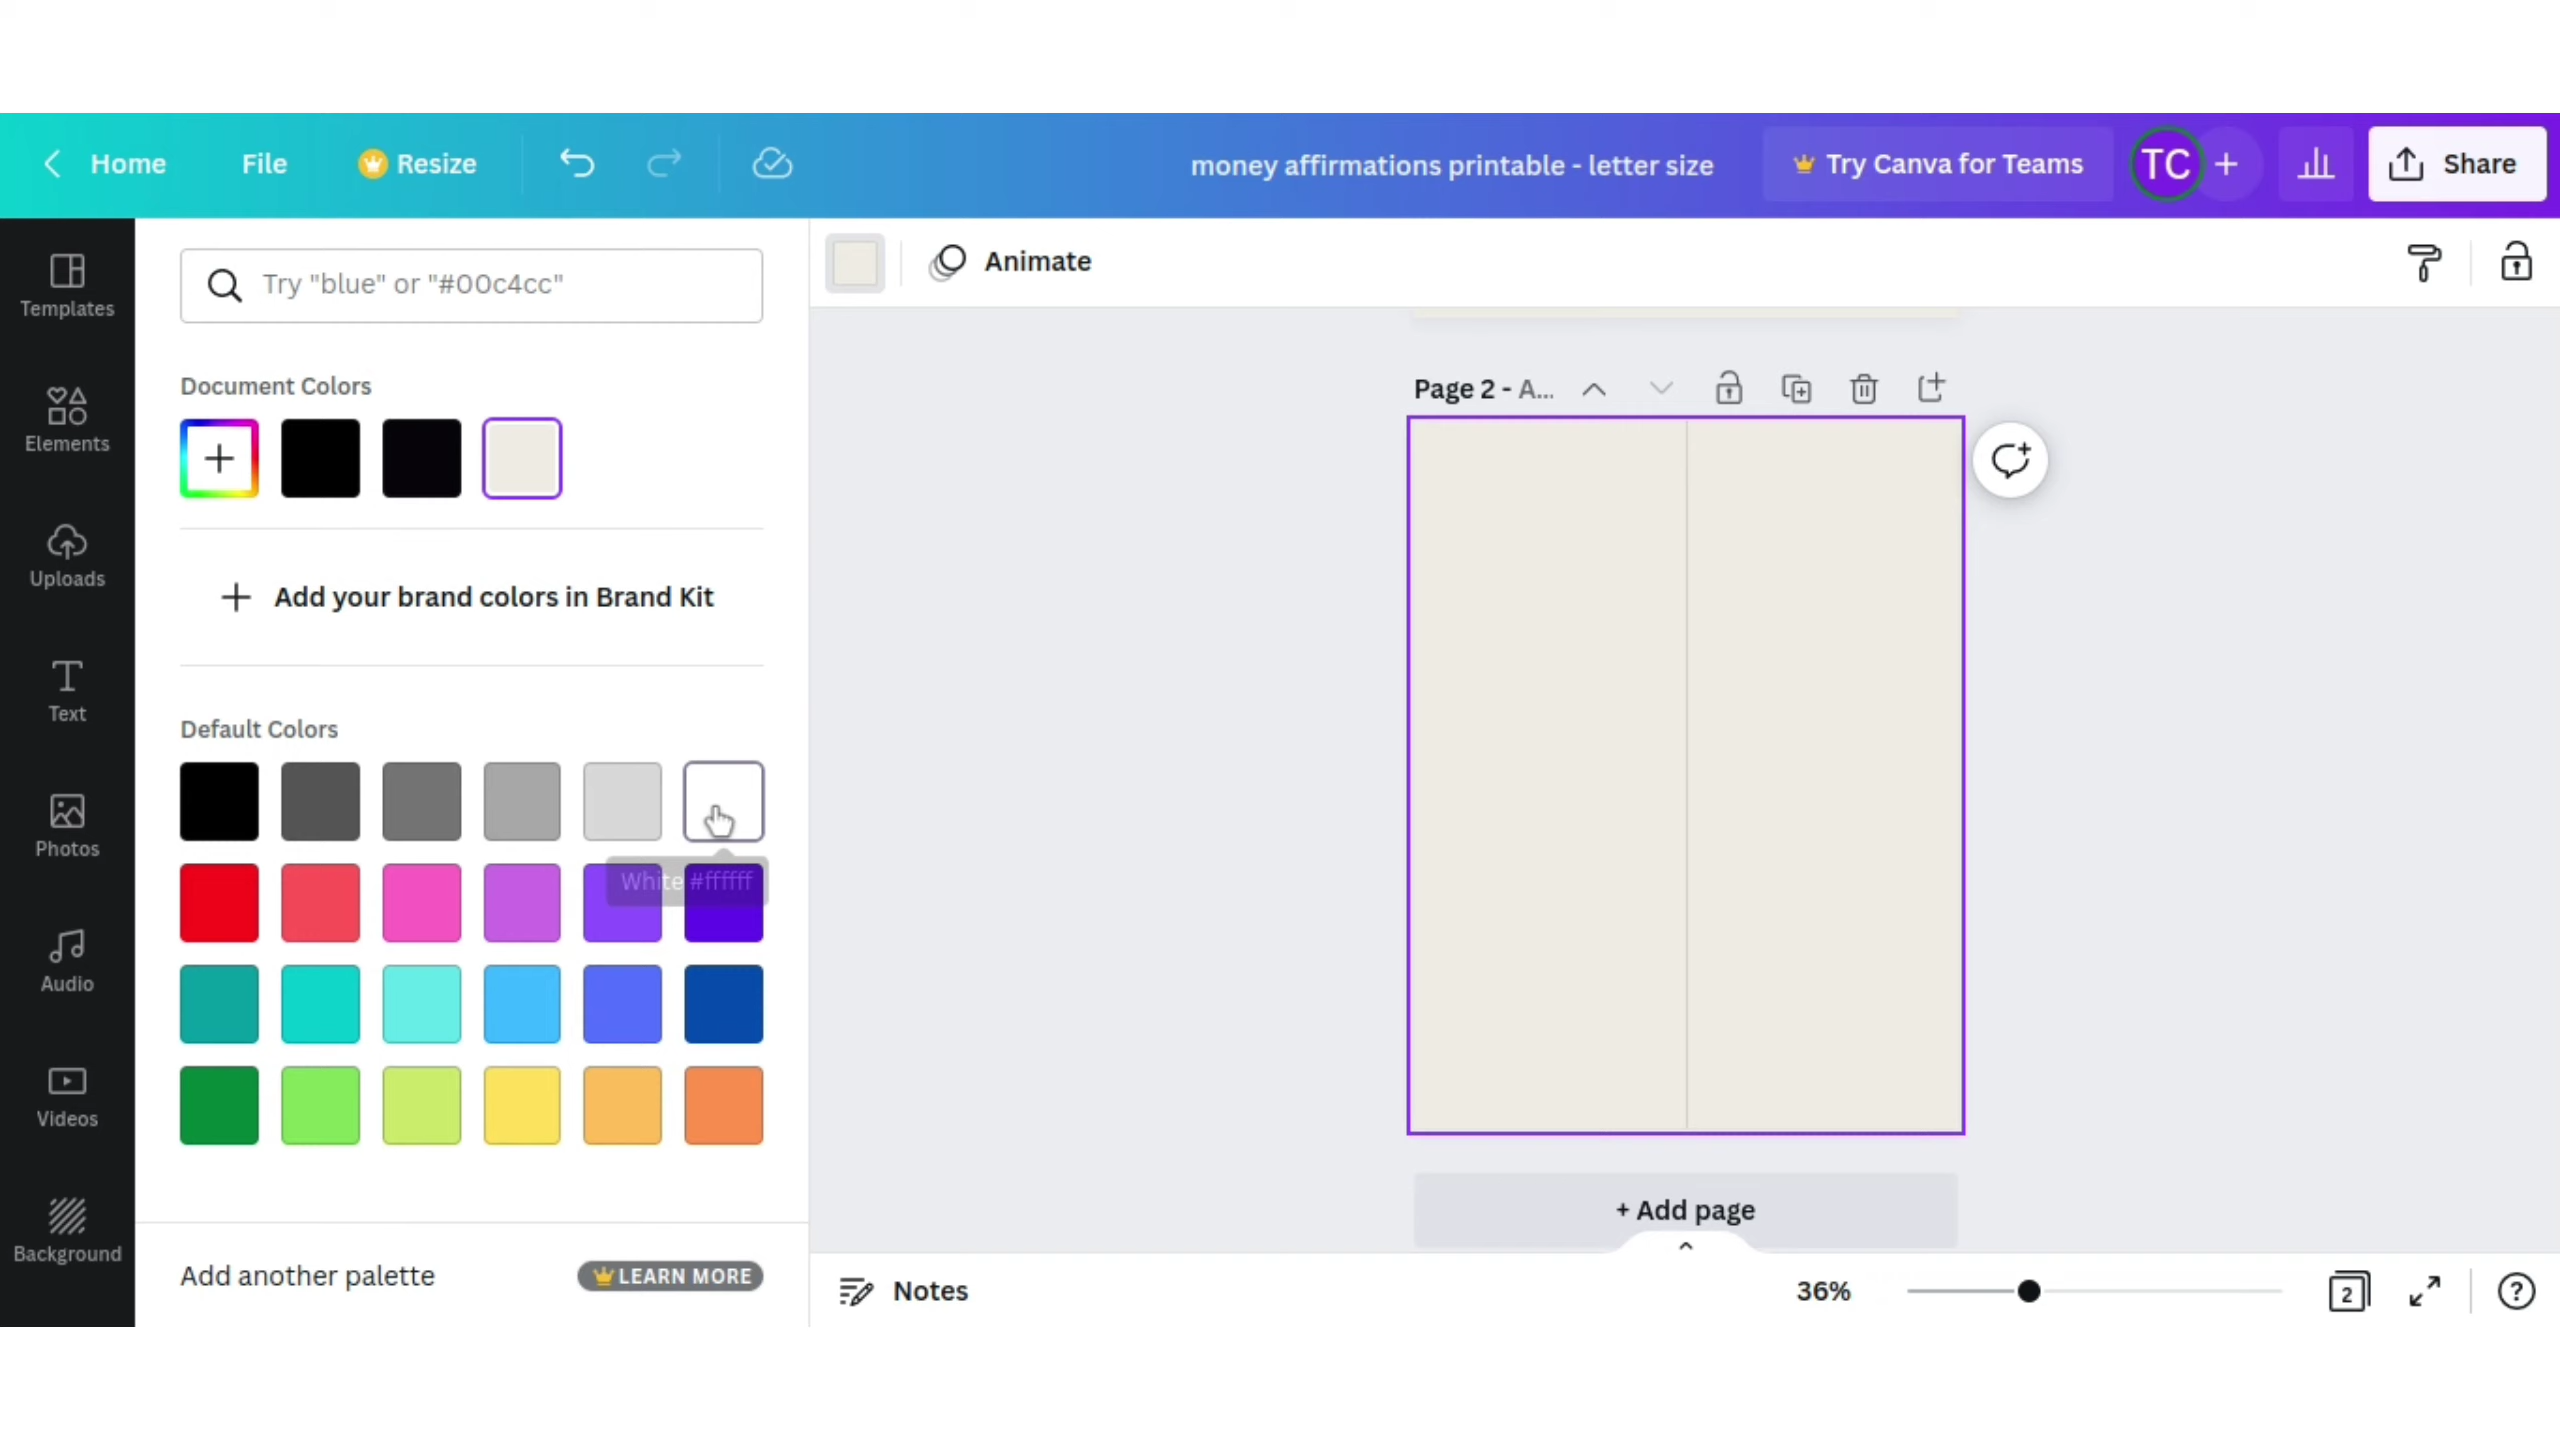 Home File Resize money affirmations printable - letter size Try Canva for Teams TC + Share
Templates
Elements
Uploads
Text
Photos
Audio
Videos
Background
Try "blue" or "#00c4cc"
Document Colors
+ Add your brand colors in Brand Kit
Default Colors
White #ffffff
Add another palette LEARN MORE
Animate
Page 2 - A...
+ Add page
Notes 36% 2 ?